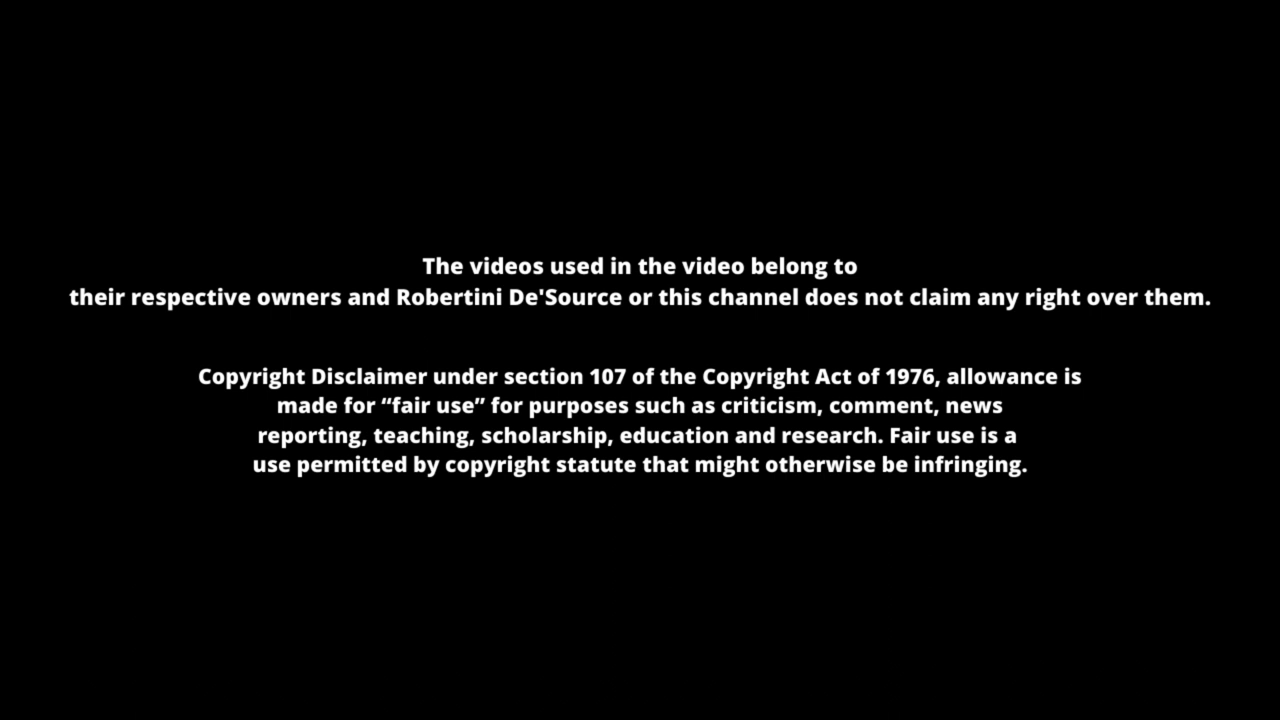 The videos used in the video belong to
their respective owners and Robertini De'Source or this channel does not claim any right over them.
Copyright Disclaimer under section 107 of the Copyright Act of 1976, allowance is
made for “fair use” for purposes such as criticism, comment, news
reporting, teaching, scholarship, education and research. Fair use is a
use permitted by copyright statute that might otherwise be infringing.